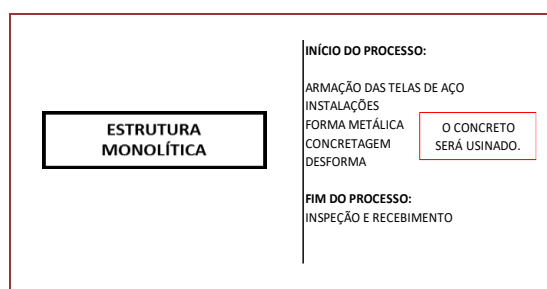 ESTRUTURA
MONOLÍTICA
INÍCIO DO PROCESSO:
ARMAÇÃO DAS TELAS DE AÇO
INSTALAÇÕES
FORMA METÁLICA
CONCRETAGEM
DESFORMA
O CONCRETO
SERÁ USINADO.
FIM DO PROCESSO:
INSPEÇÃO E RECEBIMENTO